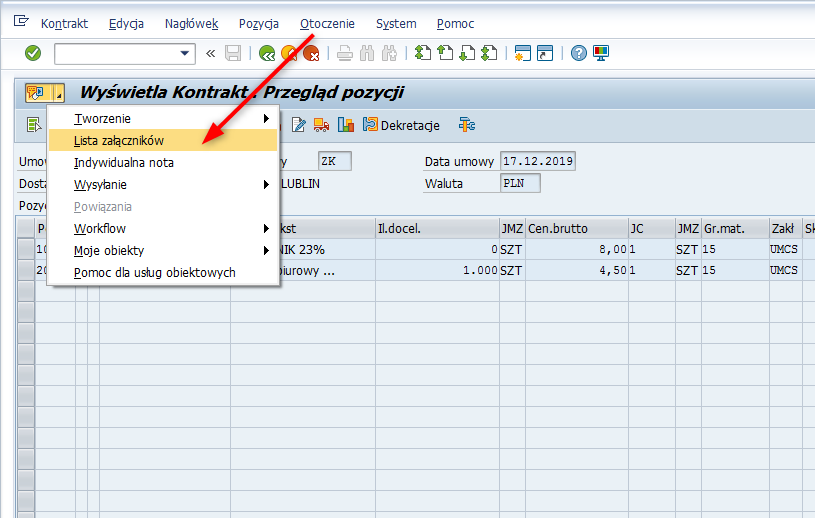 Kontrakt Edycja Nagłówek Pozycja Otoczenie System Pomoc
Wyświetla Kontrakt: Przegląd pozycji
Tworzenie
Lista załączników
Indywidualna nota
Wysyłanie
Powiązania
Workflow
Moje obiekty
Pomoc dla usług obiektowych
Dekretacje
Umow y ZK Data umowy 17.12.2019
Dosta LUBLIN Waluta PLN
Pozyc
P kst Il.docel. JMZ Cen.brutto JC JMZ Gr.mat. Zakł Sk
10 NIK 23% 0 SZT 8,00 1 SZT 15 UMCS
20 biurowy ... 1.000 SZT 4,50 1 SZT 15 UMCS